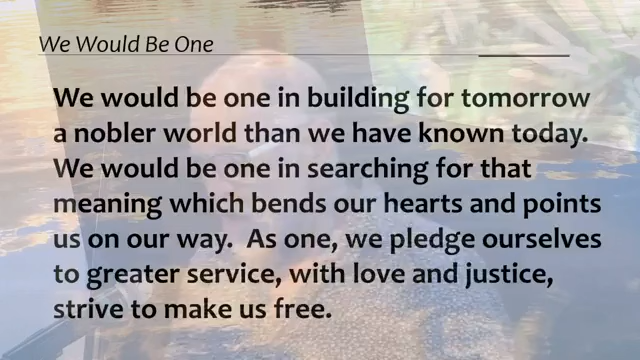 We Would Be One
We would be one in building for tomorrow
a nobler world than we have known today.
We would be one in searching for that
meaning which bends our hearts and points
us on our way.  As one, we pledge ourselves
to greater service, with love and justice,
strive to make us free.